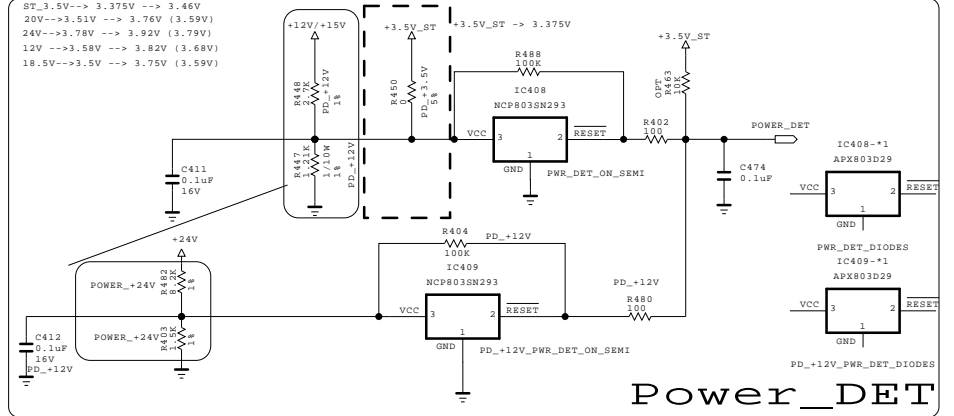 ST_3.5V--> 3.375V --> 3.46V
20V-->3.51V --> 3.76V (3.59V)
24V-->3.78V --> 3.92V (3.79V)
12V -->3.58V --> 3.82V (3.68V)
18.5V-->3.5V --> 3.75V (3.59V)
+12V/+15V
R448
2.7K
PD_+12V
1%
R447
1.21K
1/10W
1%
PD_+12V
+3.5V_ST
+3.5V_ST -> 3.375V
R450
0
PD_+3.5V
5%
R488
100K
IC408
NCP803SN293
VCC
3
2
RESET
1
GND
PWR_DET_ON_SEMI
R402
100
+3.5V_ST
OPT
R463
10K
POWER_DET
C474
0.1uF
C411
0.1uF
16V
IC408-*1
APX803D29
VCC
3
2
RESET
1
GND
PWR_DET_DIODES
+24V
POWER_+24V
R482
8.2K
1%
POWER_+24V
R403
1.5K
1%
C412
0.1uF
16V
PD_+12V
R404
100K
PD_+12V
IC409
NCP803SN293
VCC
3
2
RESET
1
GND
PD_+12V_PWR_DET_ON_SEMI
PD_+12V
R480
100
IC409-*1
APX803D29
VCC
3
2
RESET
1
GND
PD_+12V_PWR_DET_DIODES
Power_DET